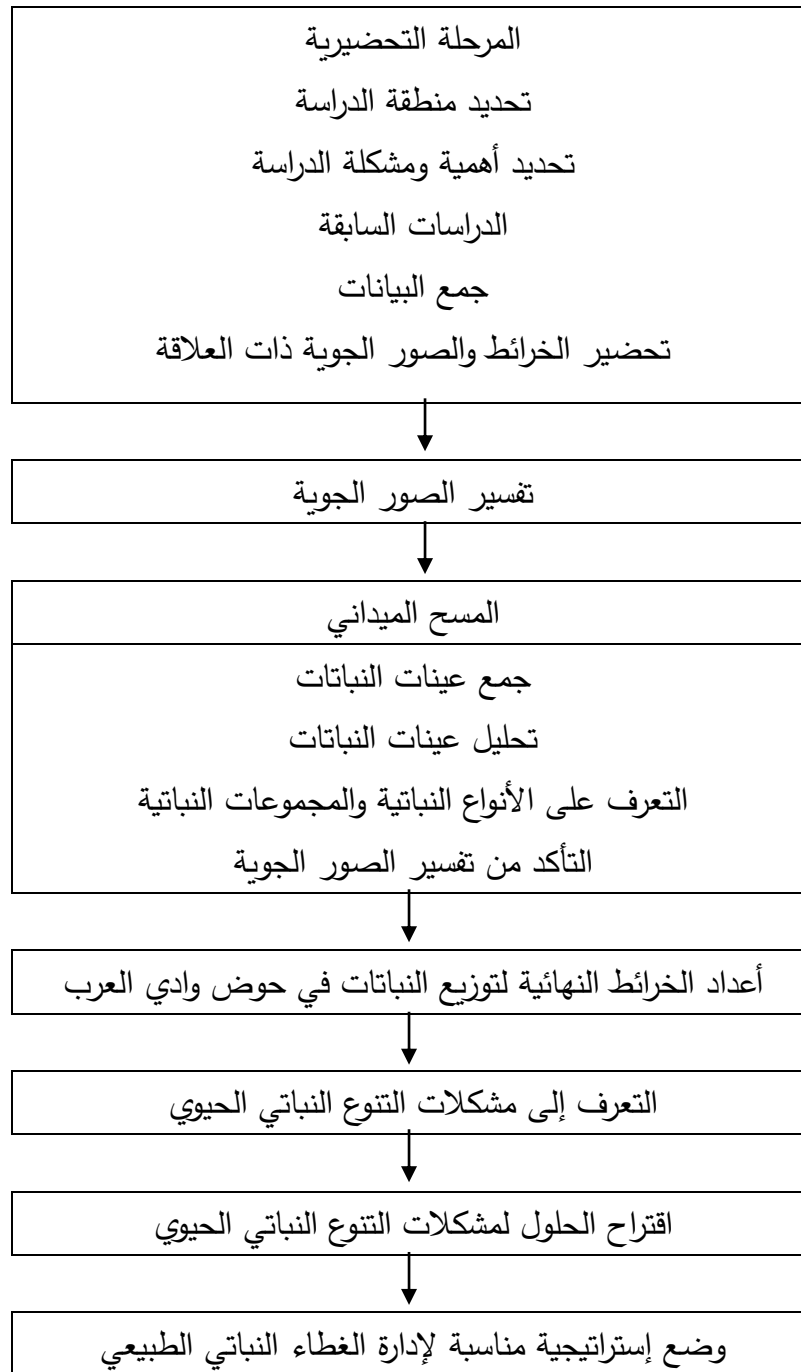 المرحلة التحضيرية
تحديد منطقة الدراسة
تحديد أهمية ومشكلة الدراسة
الدراسات السابقة
جمع البيانات
تحضير الخرائط والصور الجوية ذات العلاقة
تفسير الصور الجوية
المسح الميداني
جمع عينات النباتات
تحليل عينات النباتات
التعرف على الأنواع النباتية والمجموعات النباتية
التأكد من تفسير الصور الجوية
أعداد الخرائط النهائية لتوزيع النباتات في حوض وادي العرب
التعرف إلى مشكلات التنوع النباتي الحيوي
اقتراح الحلول لمشكلات التنوع النباتي الحيوي
وضع إستراتيجية مناسبة لإدارة الغطاء النباتي الطبيعي